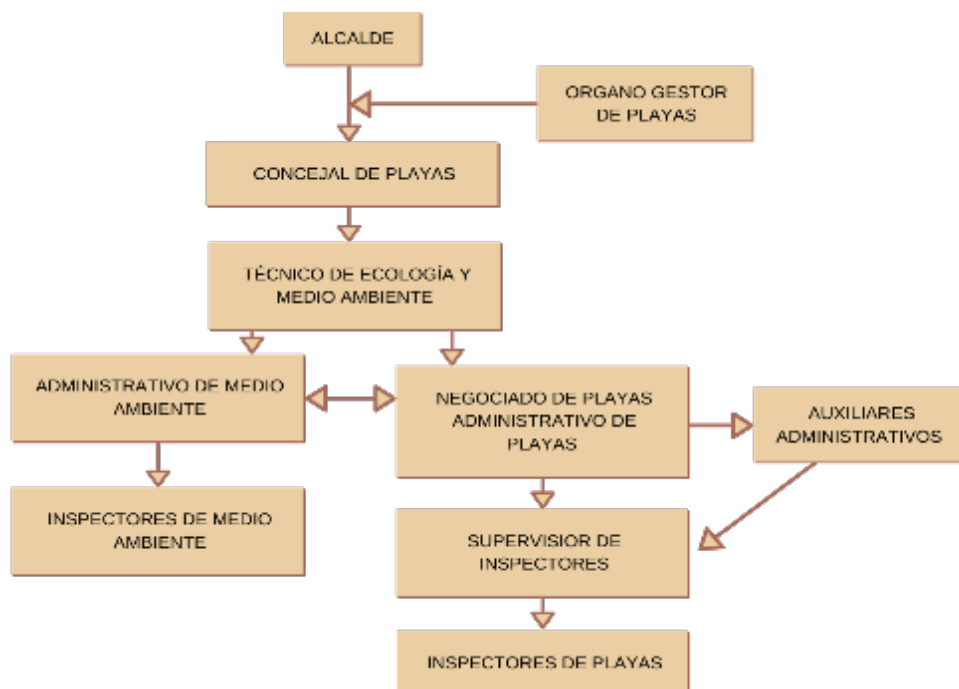 ALCALDE
ORGANO GESTOR
DE PLAYAS
CONCEJAL DE PLAYAS
TÉCNICO DE ECOLOGÍA Y
MEDIO AMBIENTE
ADMINISTRATIVO DE MEDIO
AMBIENTE
NEGOCIADO DE PLAYAS
ADMINISTRATIVO DE
PLAYAS
AUXILIARES
ADMINISTRATIVOS
INSPECTORES DE MEDIO
AMBIENTE
SUPERVISIOR DE
INSPECTORES
INSPECTORES DE PLAYAS